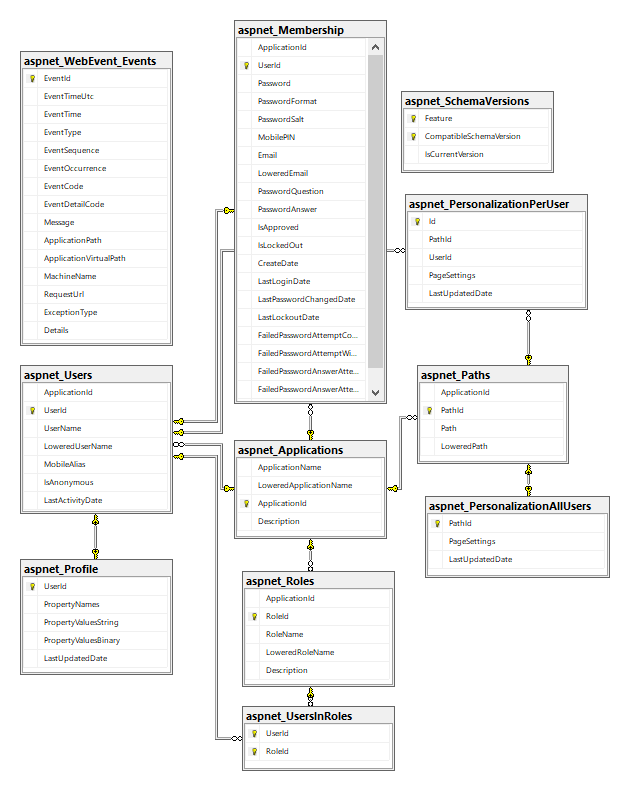 aspnet_Membership
ApplicationId
UserId
Password
PasswordFormat
PasswordSalt
MobilePIN
Email
LoweredEmail
PasswordQuestion
PasswordAnswer
IsApproved
IsLockedOut
CreateDate
LastLoginDate
LastPasswordChangedDate
LastLockoutDate
FailedPasswordAttemptCo...
FailedPasswordAttemptWi...
FailedPasswordAnswerAtte...
FailedPasswordAnswerAtte...
aspnet_WebEvent_Events
EventId
EventTimeUtc
EventTime
EventType
EventSequence
EventOccurrence
EventCode
EventDetailCode
Message
ApplicationPath
ApplicationVirtualPath
MachineName
RequestUrl
ExceptionType
Details
aspnet_SchemaVersions
Feature
CompatibleSchemaVersion
IsCurrentVersion
aspnet_PersonalizationPerUser
Id
PathId
UserId
PageSettings
LastUpdatedDate
aspnet_Users
ApplicationId
UserId
UserName
LoweredUserName
MobileAlias
IsAnonymous
LastActivityDate
aspnet_Paths
ApplicationId
PathId
Path
LoweredPath
aspnet_Applications
ApplicationName
LoweredApplicationName
ApplicationId
Description
aspnet_PersonalizationAllUsers
PathId
PageSettings
LastUpdatedDate
aspnet_Profile
UserId
PropertyNames
PropertyValuesString
PropertyValuesBinary
LastUpdatedDate
aspnet_Roles
ApplicationId
RoleId
RoleName
LoweredRoleName
Description
aspnet_UsersInRoles
UserId
RoleId